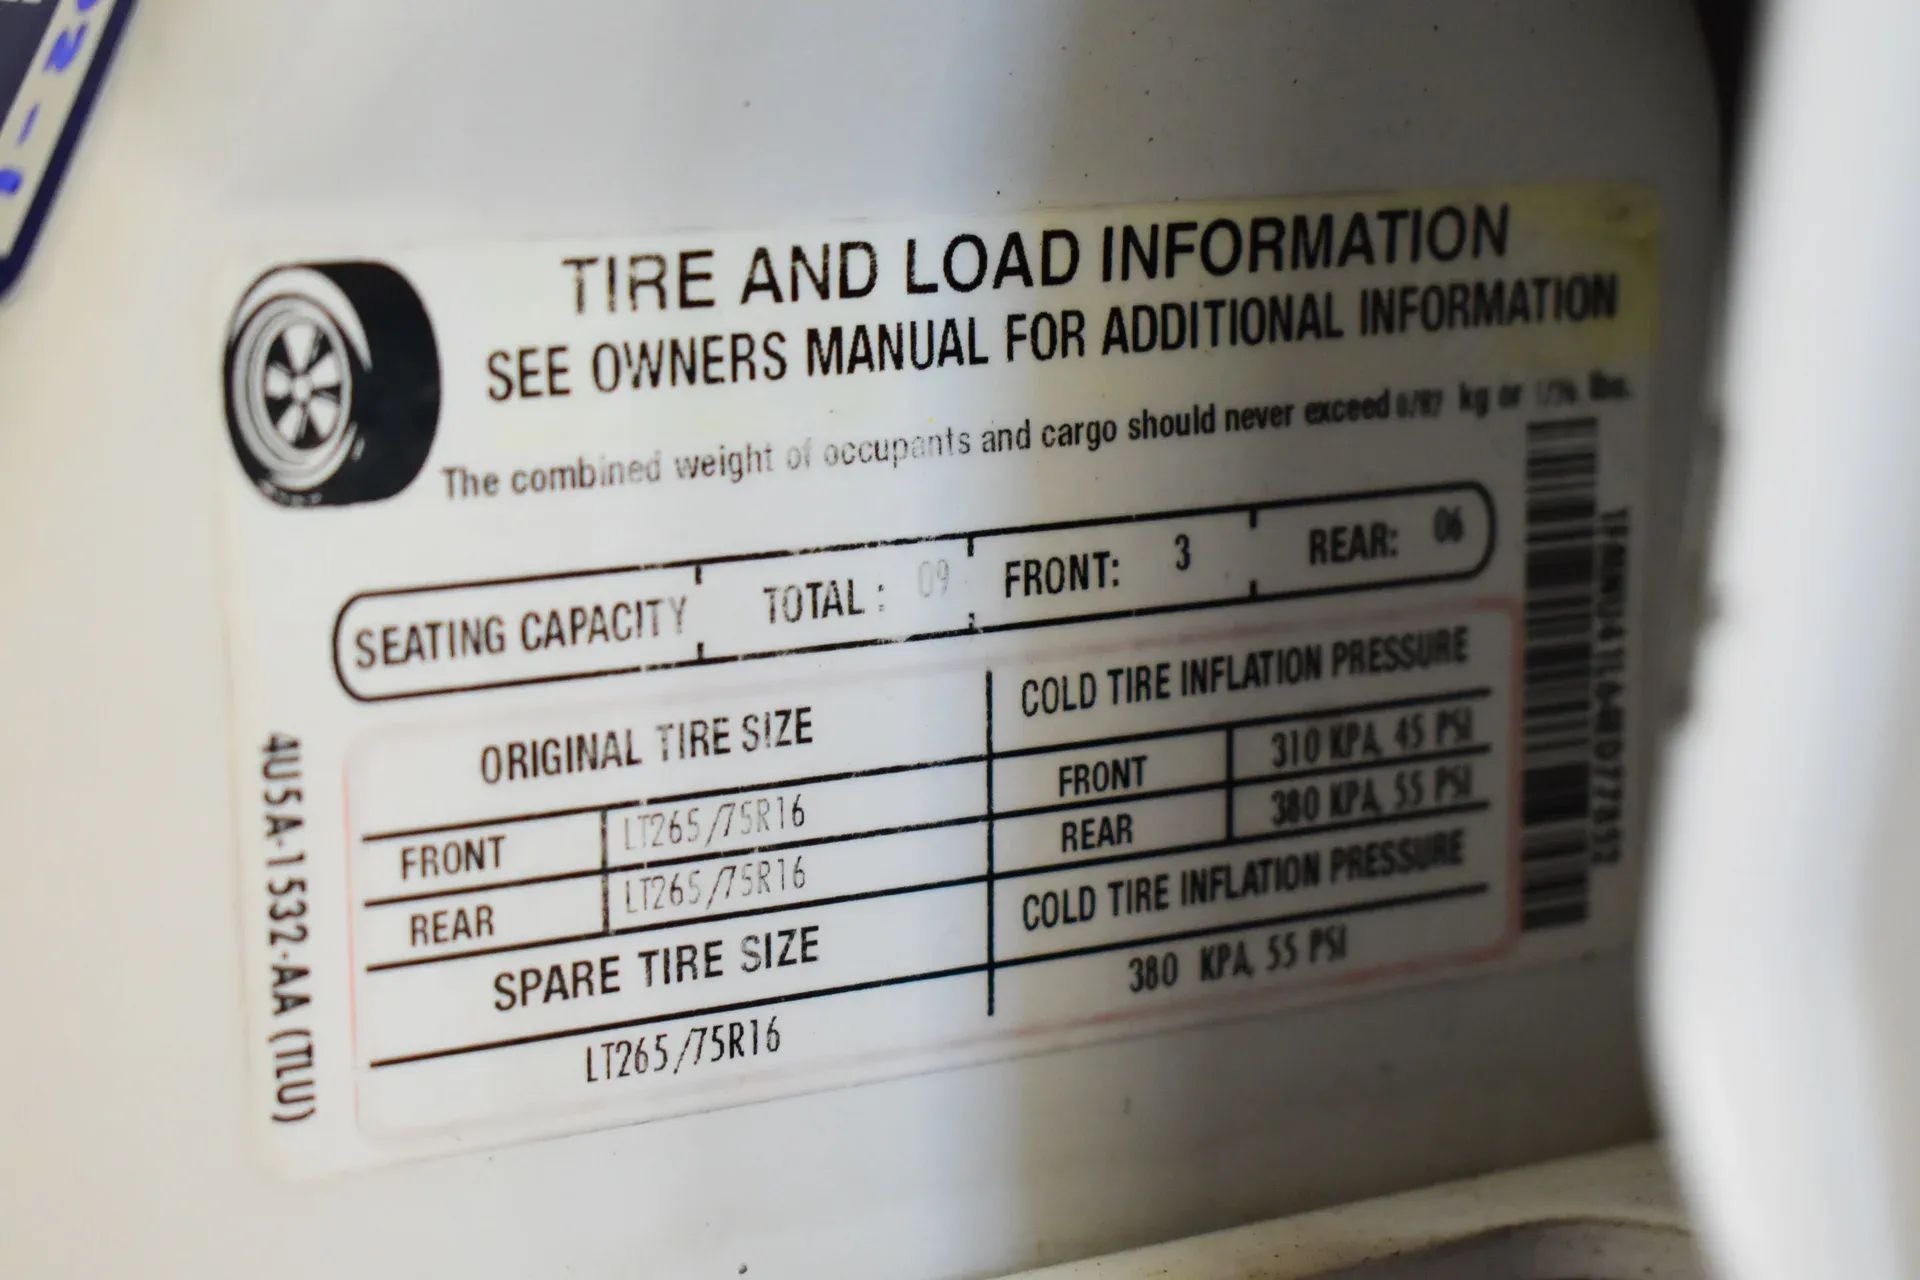 TIRE AND LOAD INFORMATION
SEE OWNERS MANUAL FOR ADDITIONAL INFORMATION
The combined weight of occupants and cargo should never exceed kg or lbs.
SEATING CAPACITY TOTAL : 09 FRONT: 3 REAR: 06
ORIGINAL TIRE SIZE COLD TIRE INFLATION PRESSURE
FRONT LT265/75R16 FRONT 310 KPA, 45 PSI
REAR LT265/75R16 REAR 380 KPA, 55 PSI
SPARE TIRE SIZE COLD TIRE INFLATION PRESSURE
LT265/75R16 380 KPA, 55 PSI
4U5A-1532-AA (TLU)